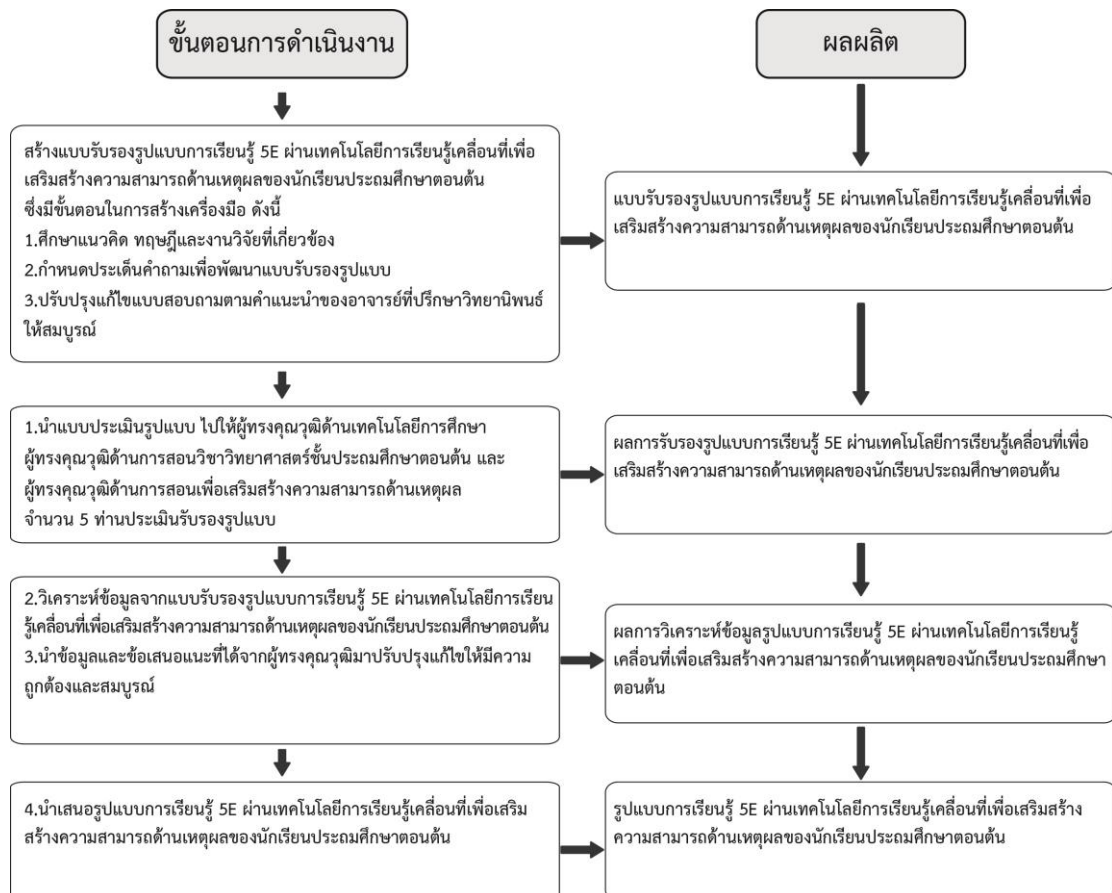 ขั้นตอนการดำเนินงาน
ผลผลิต
สร้างแบบรับรองรูปแบบการเรียนรู้ 5E ผ่านเทคโนโลยีการเรียนรู้เคลื่อนที่เพื่อ
เสริมสร้างความสามารถด้านเหตุผลของนักเรียนประถมศึกษาตอนต้น
ซึ่งมีขั้นตอนในการสร้างเครื่องมือ ดังนี้
1.ศึกษาแนวคิด ทฤษฎีและงานวิจัยที่เกี่ยวข้อง
2.กำหนดประเด็นคำถามเพื่อพัฒนาแบบรับรองรูปแบบ
3.ปรับปรุงแก้ไขแบบสอบถามตามคำแนะนำของอาจารย์ที่ปรึกษาวิทยานิพนธ์
ให้สมบูรณ์
แบบรับรองรูปแบบการเรียนรู้ 5E ผ่านเทคโนโลยีการเรียนรู้เคลื่อนที่เพื่อ
เสริมสร้างความสามารถด้านเหตุผลของนักเรียนประถมศึกษาตอนต้น
1.นำแบบประเมินรูปแบบ ไปให้ผู้ทรงคุณวุฒิด้านเทคโนโลยีการศึกษา
ผู้ทรงคุณวุฒิด้านการสอนวิชาวิทยาศาสตร์ชั้นประถมศึกษาตอนต้น และ
ผู้ทรงคุณวุฒิด้านการสอนเพื่อเสริมสร้างความสามารถด้านเหตุผล
จำนวน 5 ท่านประเมินรับรองรูปแบบ
ผลการรับรองรูปแบบการเรียนรู้ 5E ผ่านเทคโนโลยีการเรียนรู้เคลื่อนที่เพื่อ
เสริมสร้างความสามารถด้านเหตุผลของนักเรียนประถมศึกษาตอนต้น
2.วิเคราะห์ข้อมูลจากแบบรับรองรูปแบบการเรียนรู้ 5E ผ่านเทคโนโลยีการเรียน
รู้เคลื่อนที่เพื่อเสริมสร้างความสามารถด้านเหตุผลของนักเรียนประถมศึกษาตอนต้น
3.นำข้อมูลและข้อเสนอแนะที่ได้จากผู้ทรงคุณวุฒิมาปรับปรุงแก้ไขให้มีความ
ถูกต้องและสมบูรณ์
ผลการวิเคราะห์ข้อมูลรูปแบบการเรียนรู้ 5E ผ่านเทคโนโลยีการเรียนรู้
เคลื่อนที่เพื่อเสริมสร้างความสามารถด้านเหตุผลของนักเรียนประถมศึกษา
ตอนต้น
4.นำเสนอรูปแบบการเรียนรู้ 5E ผ่านเทคโนโลยีการเรียนรู้เคลื่อนที่เพื่อเสริม
สร้างความสามารถด้านเหตุผลของนักเรียนประถมศึกษาตอนต้น
รูปแบบการเรียนรู้ 5E ผ่านเทคโนโลยีการเรียนรู้เคลื่อนที่เพื่อเสริมสร้าง
ความสามารถด้านเหตุผลของนักเรียนประถมศึกษาตอนต้น